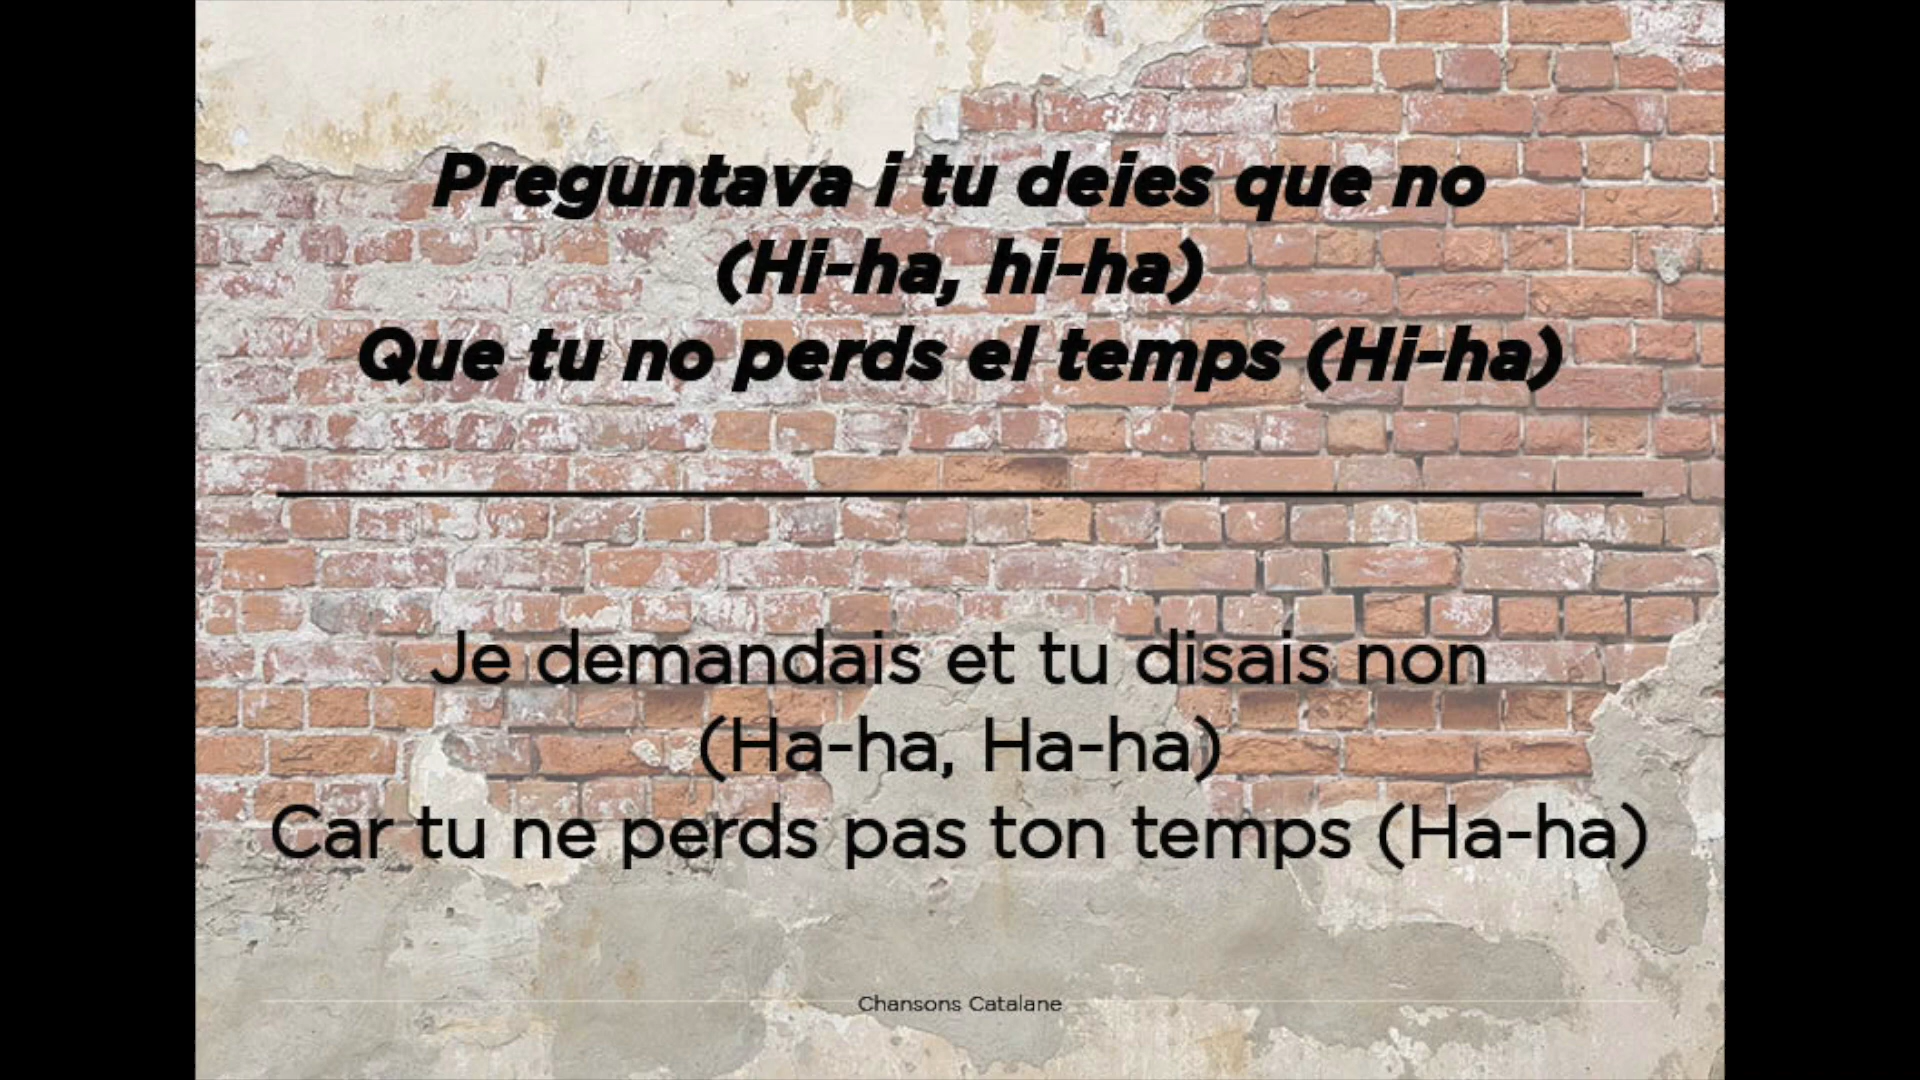 Preguntava i tu deies que no
(Hi-ha, hi-ha)
Que tu no perds el temps (Hi-ha)
Je demandais et tu disais non
(Ha-ha, Ha-ha)
Car tu ne perds pas ton temps (Ha-ha)
Chansons Catalane